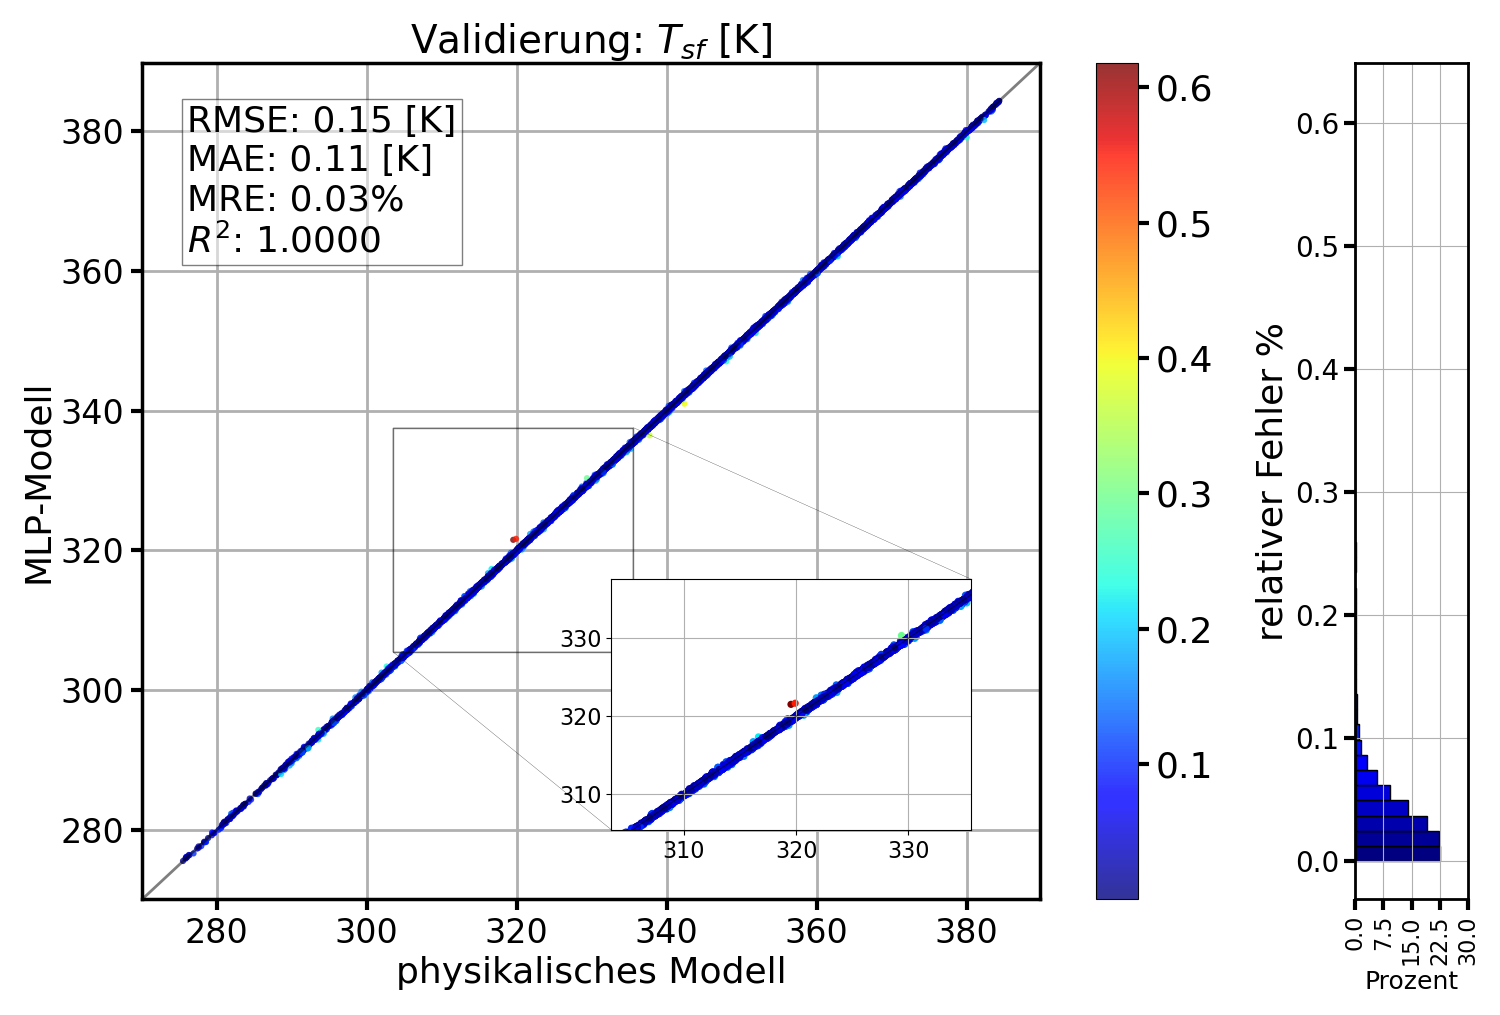 Validierung: T_sf [K]
RMSE: 0.15 [K]
MAE: 0.11 [K]
MRE: 0.03%
R²: 1.0000
MLP-Modell
380
360
340
320
300
280
280 300 320 340 360 380
physikalisches Modell
330
320
310
310 320 330
0.6
0.5
0.4
0.3
0.2
0.1
relativer Fehler %
0.6
0.5
0.4
0.3
0.2
0.1
0.0
0.0 7.5 15.0 22.5 30.0
Prozent